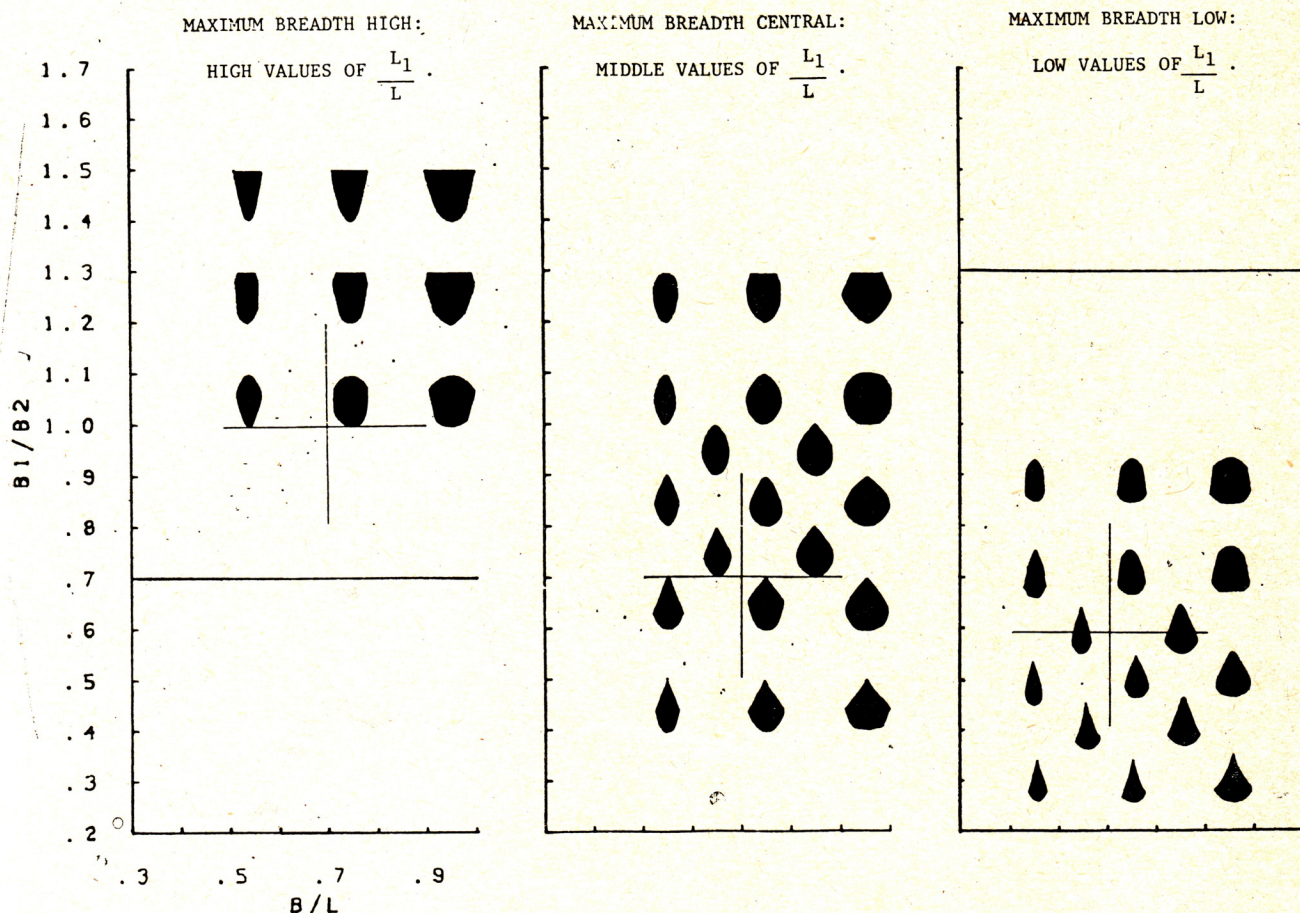 MAXIMUM BREADTH HIGH:
HIGH VALUES OF L1/L .
MAXIMUM BREADTH CENTRAL:
MIDDLE VALUES OF L1/L .
MAXIMUM BREADTH LOW:
LOW VALUES OF L1/L .
1.7
1.6
1.5
1.4
1.3
1.2
1.1
1.0
.9
.8
.7
.6
.5
.4
.3
.2
B1/B2
.3 .5 .7 .9
B/L